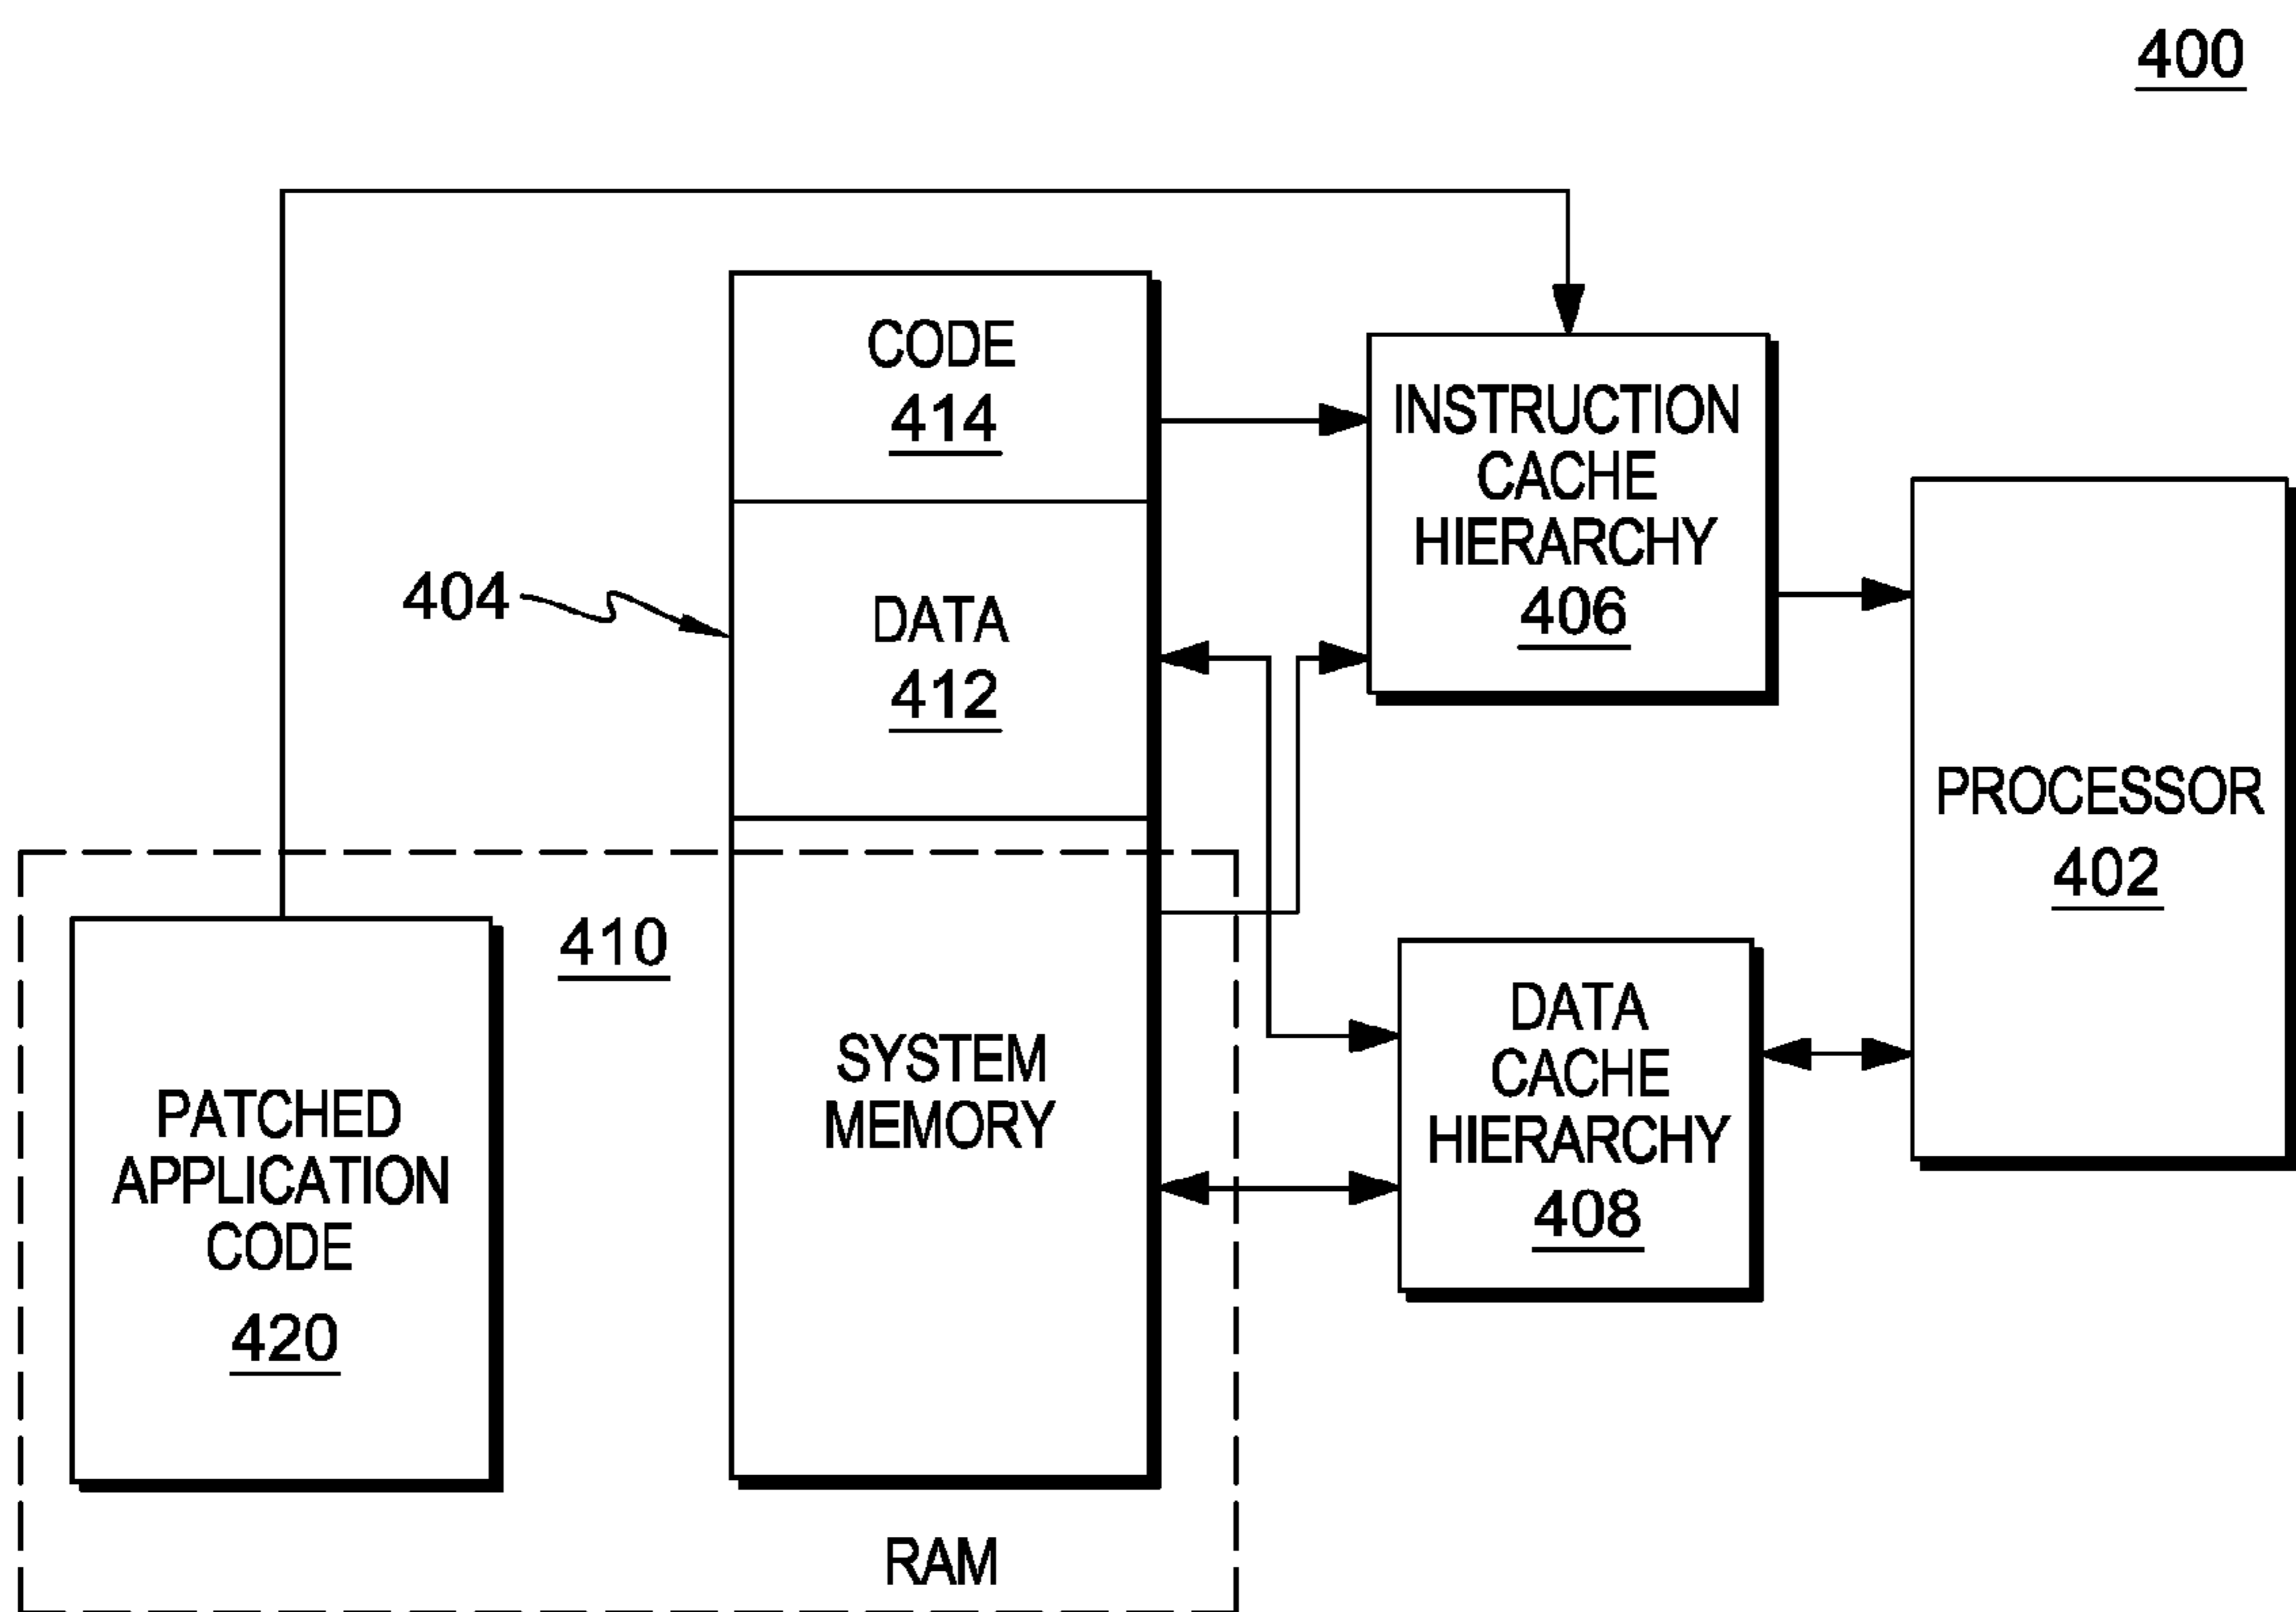 400
CODE
414
INSTRUCTION
CACHE
HIERARCHY
406
404
DATA
412
PROCESSOR
402
410
SYSTEM
MEMORY
DATA
CACHE
HIERARCHY
408
PATCHED
APPLICATION
CODE
420
RAM